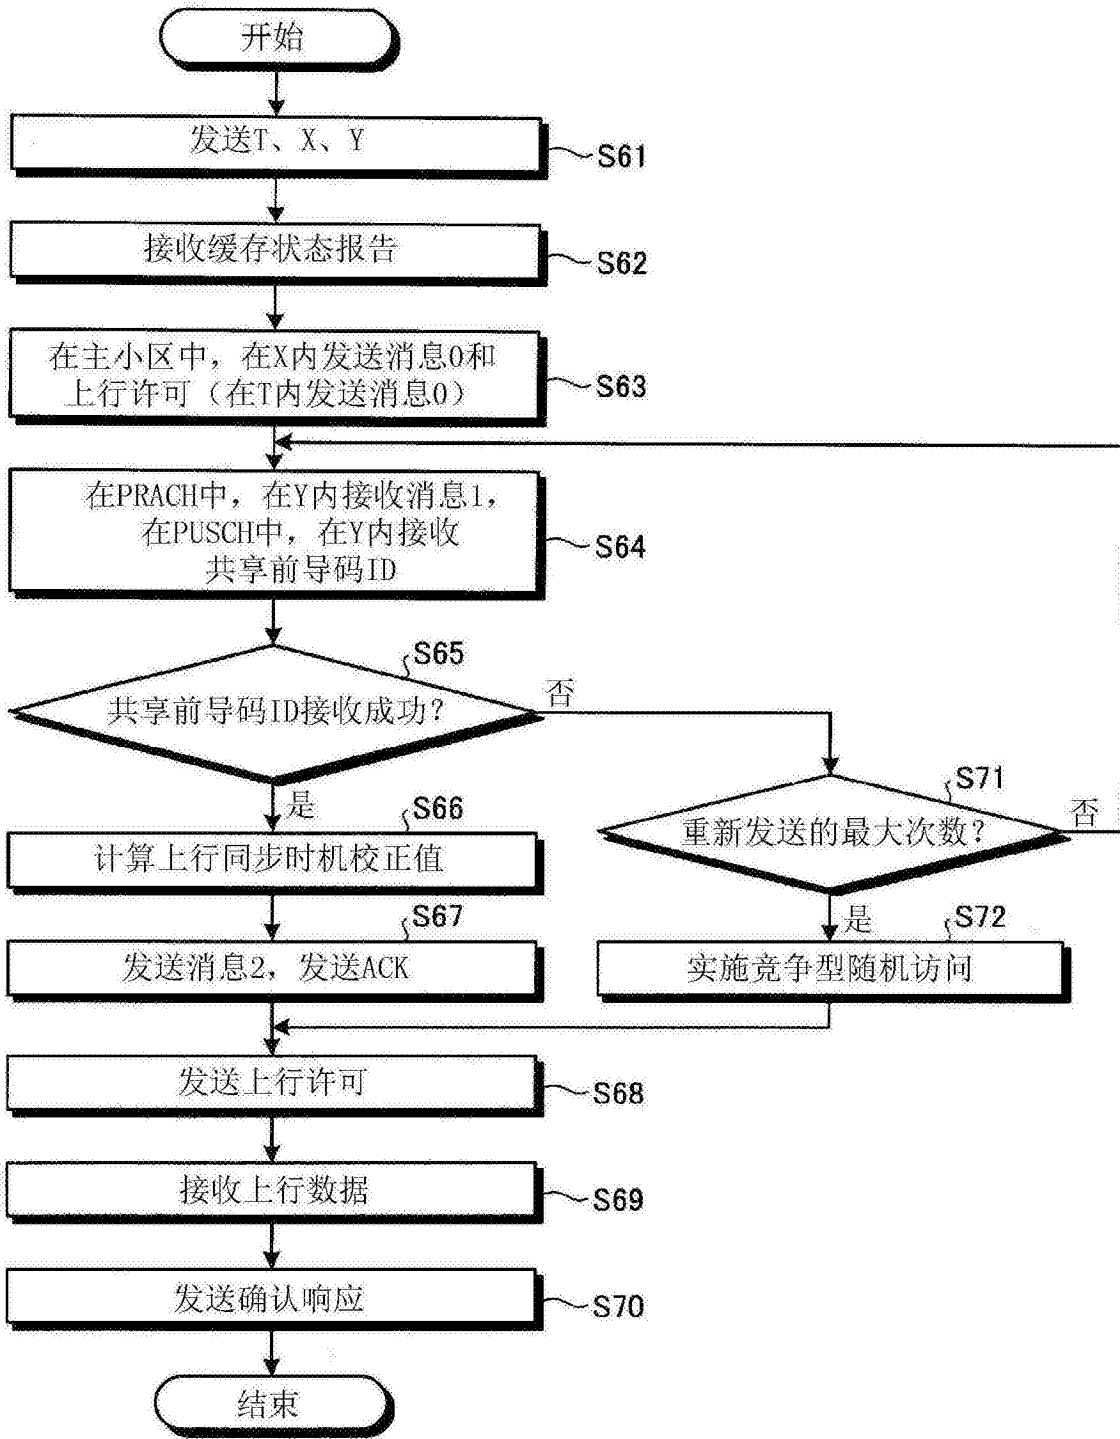 开始
发送T、X、Y
S61
接收缓存状态报告
S62
在主小区中，在X内发送消息0和
上行许可（在T内发送消息0）
S63
在PRACH中，在Y内接收消息1，
在PUSCH中，在Y内接收
共享前导码ID
S64
S65
共享前导码ID接收成功？
否
是
S71
重新发送的最大次数？
否
是
S66
计算上行同步时机校正值
S67
发送消息2，发送ACK
S72
实施竞争型随机访问
发送上行许可
S68
接收上行数据
S69
发送确认响应
S70
结束